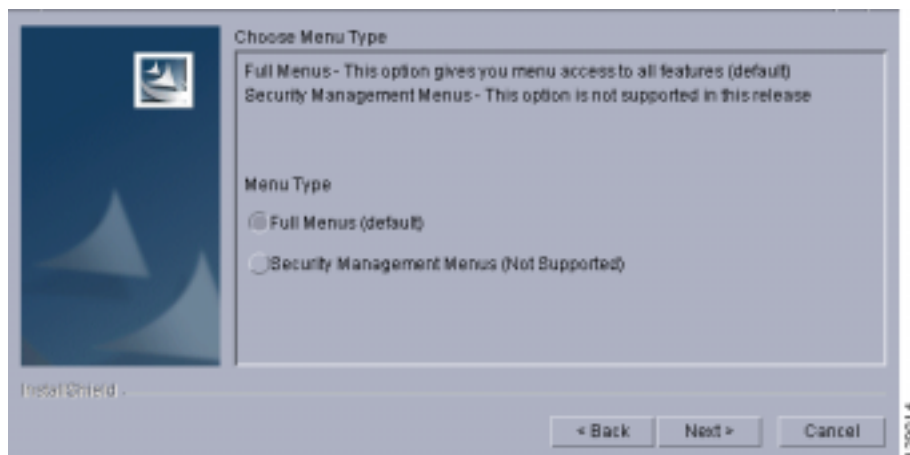 Choose Menu Type
Full Menus - This option gives you menu access to all features (default)
Security Management Menus - This option is not supported in this release
Menu Type
Full Menus (default)
Security Management Menus (Not Supported)
InstallShield
< Back
Next >
Cancel